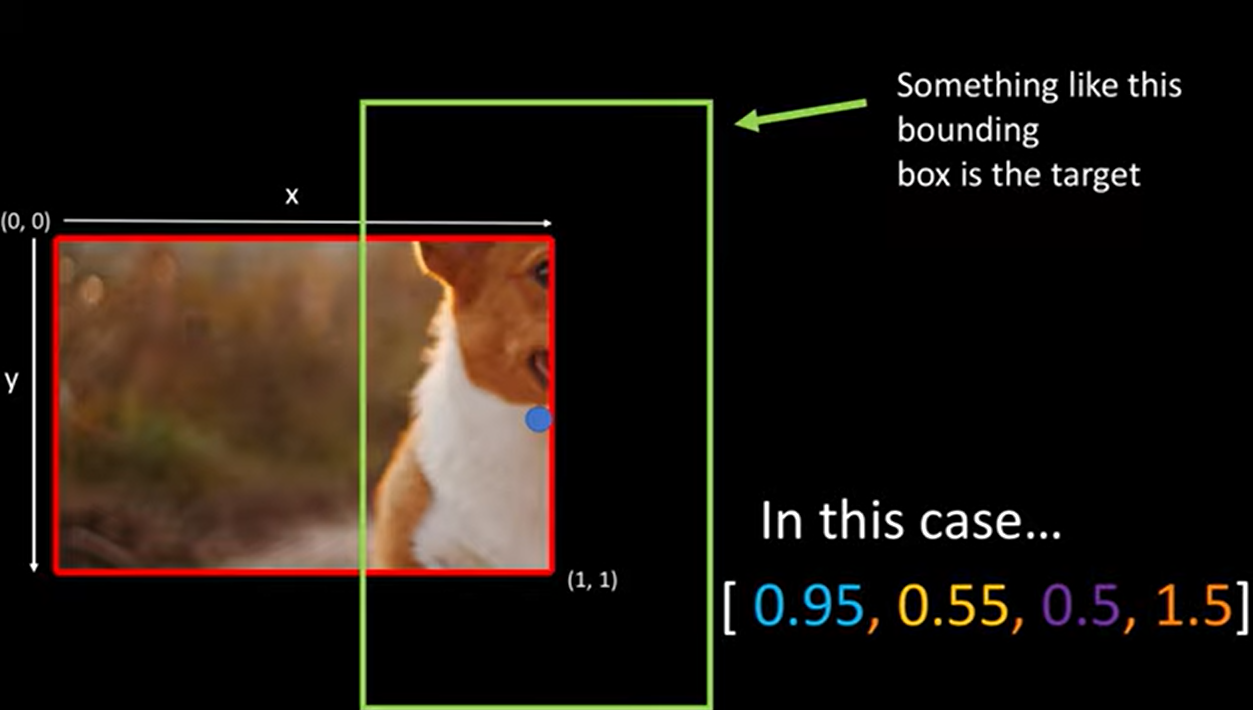 Something like this
bounding
box is the target
x
(0, 0)
y
In this case...
(1, 1)
[ 0.95, 0.55, 0.5, 1.5]